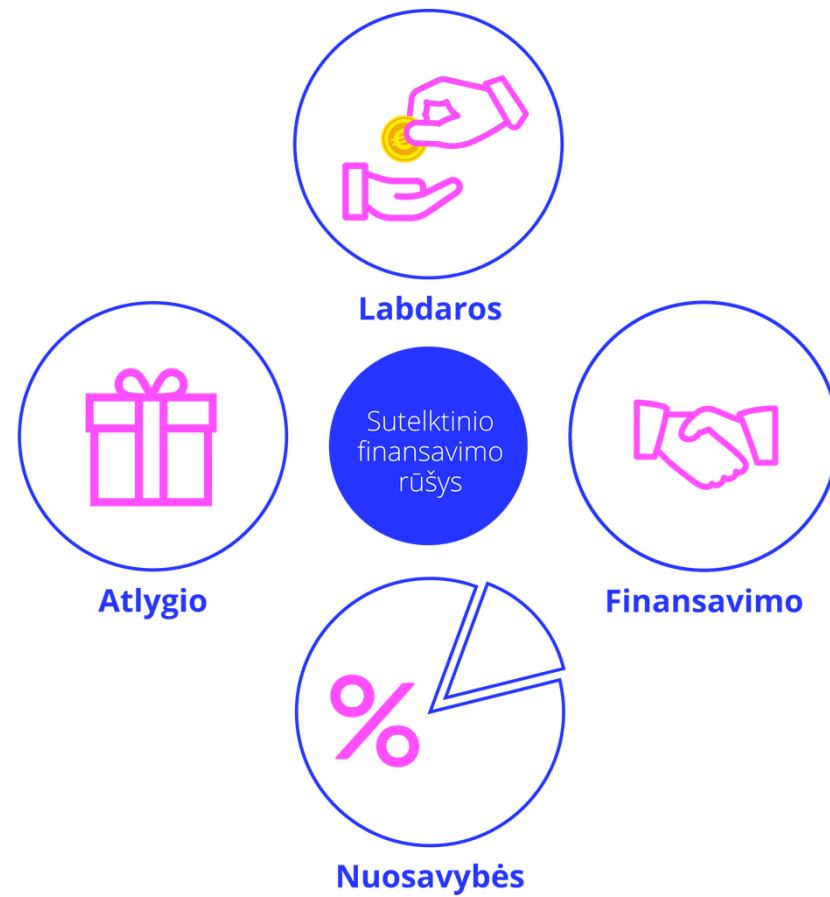 Labdaros
Sutelktinio
finansavimo
rūšys
Atlygio
Finansavimo
%
Nuosavybės